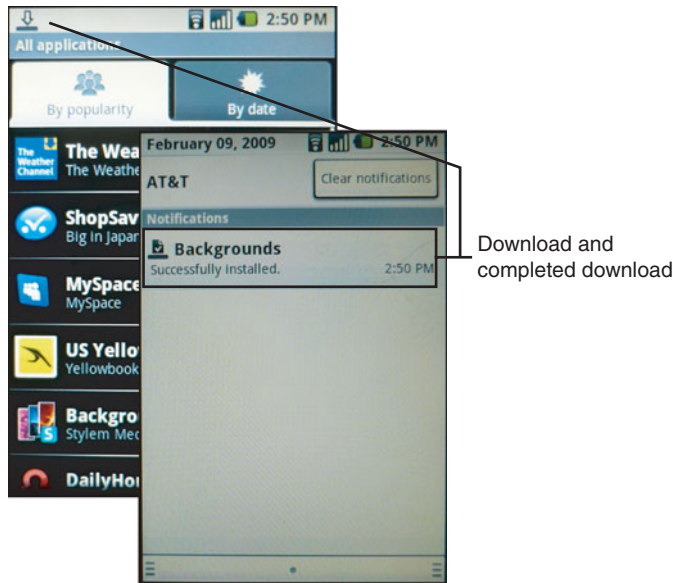 2:50 PM
All applications
By popularity
By date
The Weather Channel
The Wea
The Weathe
ShopSav
Big in Japar
MySpace
MySpace
US Yello
Yellowbook
Backgro
Stylem Med
S
DailyHor
February 09, 2009
2:50 PM
AT&T
Clear notifications
Notifications
Backgrounds
Successfully installed.
2:50 PM
Download and
completed download